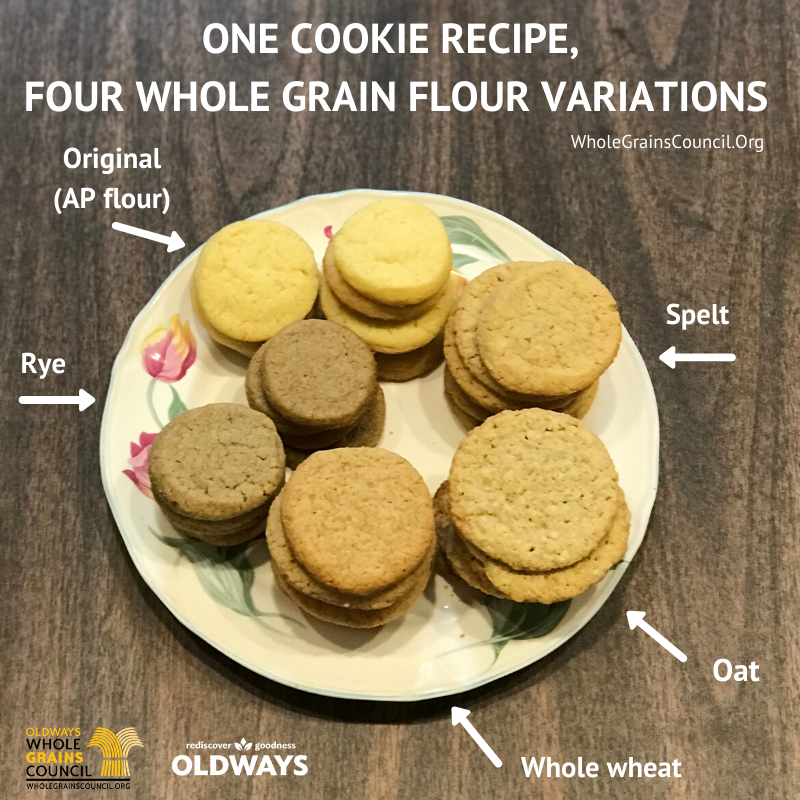 ONE COOKIE RECIPE,
FOUR WHOLE GRAIN FLOUR VARIATIONS
WholeGrainsCouncil.Org
Original
(AP flour)
Spelt
Rye
Oat
Whole wheat
OLDWAYS
WHOLE
GRAINS
COUNCIL
WHOLEGRAINSCOUNCIL.ORG
rediscover goodness
OLDWAYS